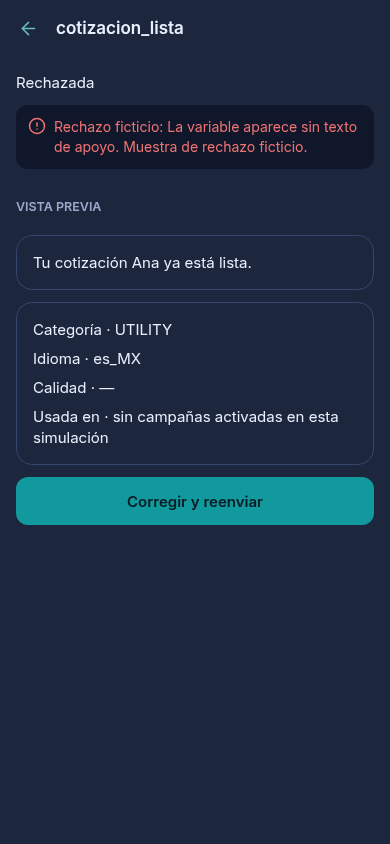 cotizacion_lista
Rechazada
Rechazo ficticio: La variable aparece sin texto
de apoyo. Muestra de rechazo ficticio.
VISTA PREVIA
Tu cotización Ana ya está lista.
Categoría · UTILITY
Idioma · es_MX
Calidad · —
Usada en · sin campañas activadas en esta
simulación
Corregir y reenviar